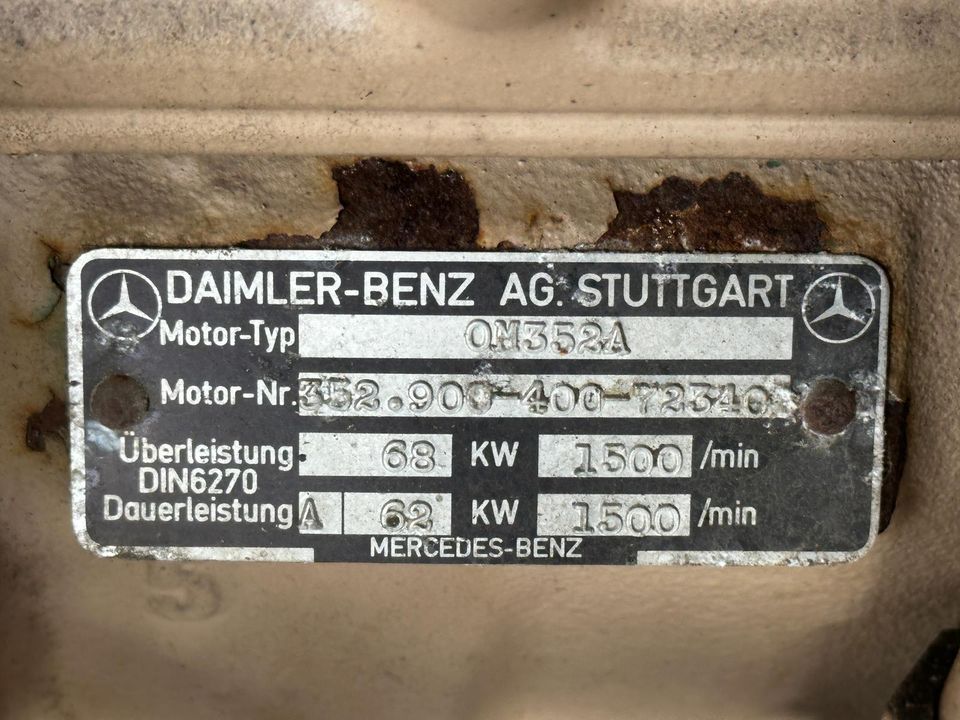 DAIMLER-BENZ AG. STUTTGART
Motor-Typ OM352A
Motor-Nr. 352.900-400-72340
Überleistung 68 KW 1500 /min
DIN6270
Dauerleistung A 62 KW 1500 /min
MERCEDES-BENZ